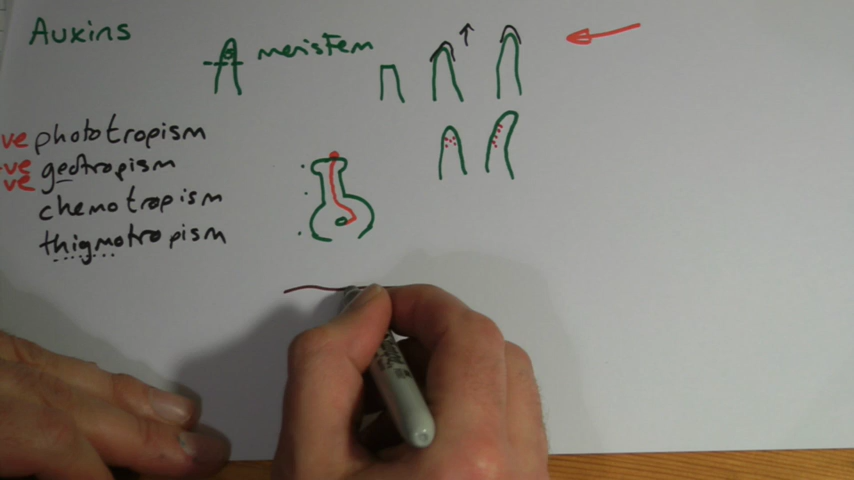 Auxins
meristem
ve phototropism
-ve geotropism
ve
chemotropism
thigmotropism